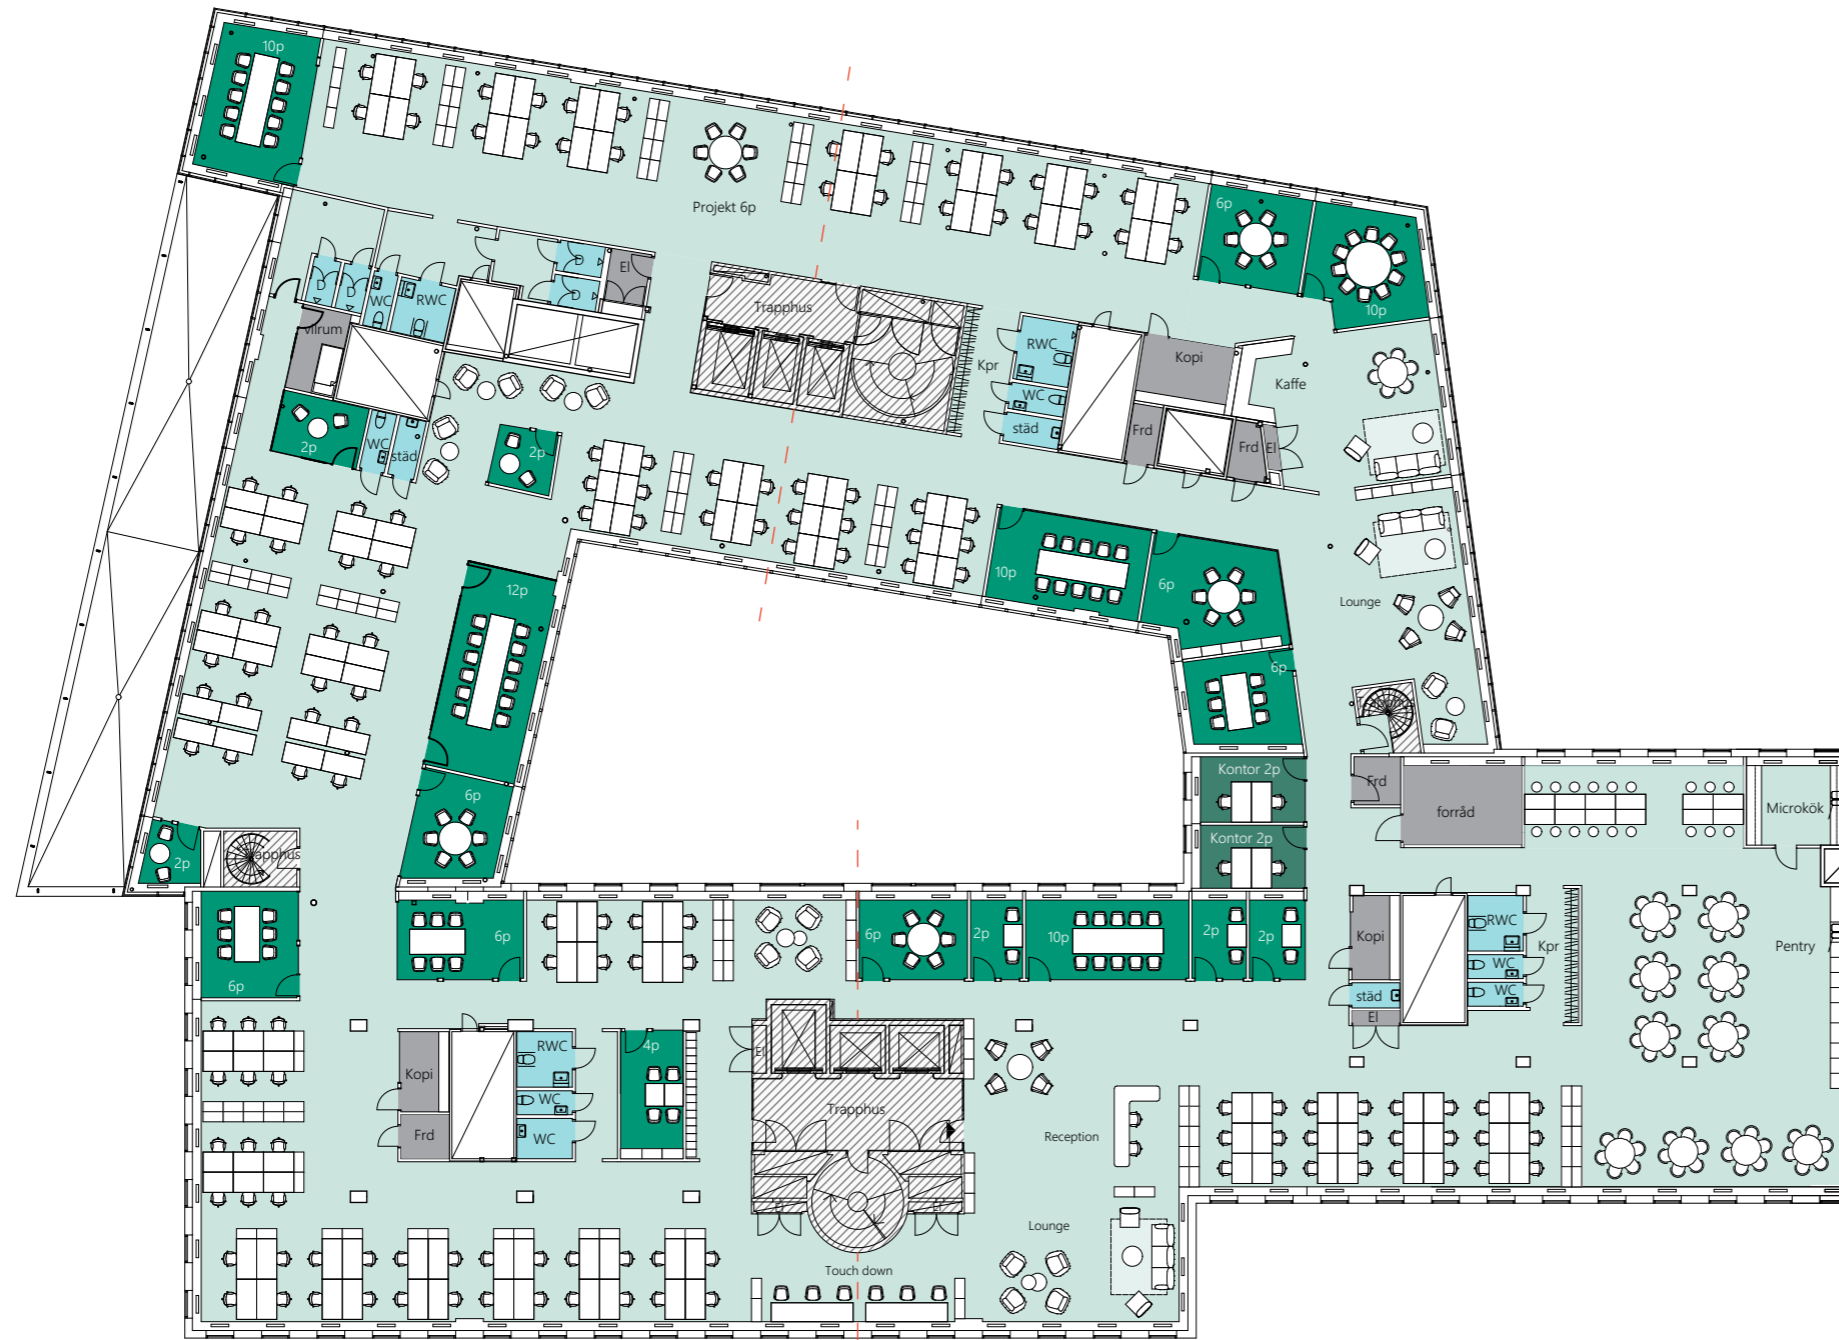 10p
Projekt 6p
6p
10p
El
D
D
D
D
WC
RWC
Vilrum
Trapphus
Kpr
RWC
WC
städ
Kopi
Kaffe
Frd
Frd
El
2p
WC
städ
2p
10p
6p
Lounge
12p
6p
6p
Kontor 2p
Kontor 2p
Frd
forråd
Microkök
2p
Trapphus
6p
6p
6p
2p
10p
2p
2p
Kopi
RWC
WC
WC
Kpr
Pentry
städ
El
Kopi
Frd
RWC
WC
WC
4p
El
Trapphus
Reception
El
El
Lounge
Touch down